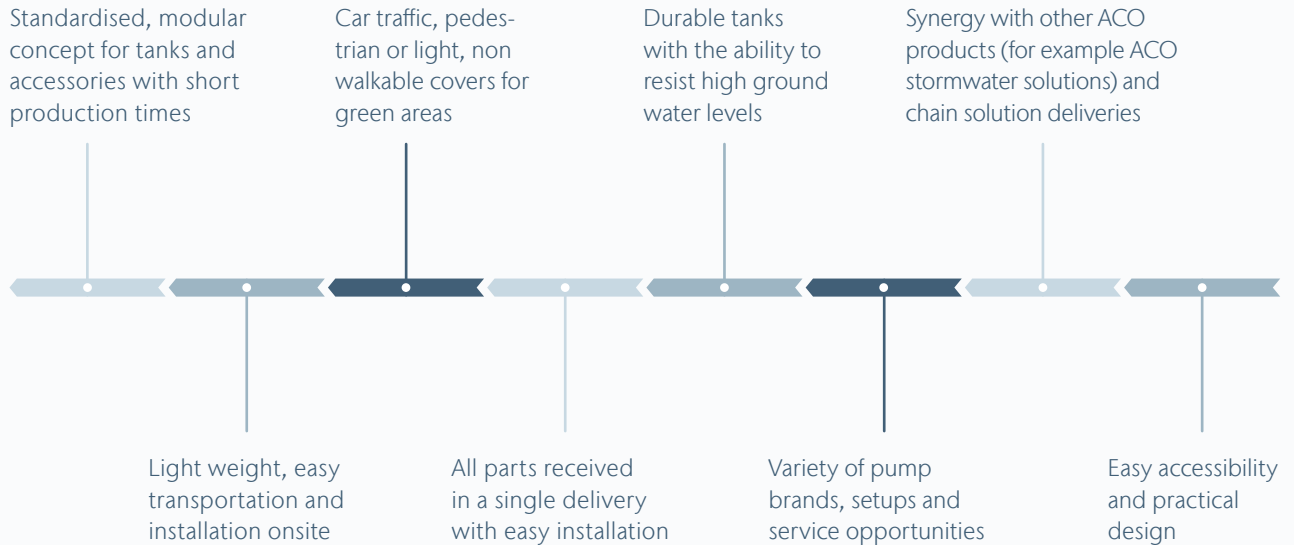 Standardised, modular
concept for tanks and
accessories with short
production times
Car traffic, pedes-
trian or light, non
walkable covers for
green areas
Durable tanks
with the ability to
resist high ground
water levels
Synergy with other ACO
products (for example ACO
stormwater solutions) and
chain solution deliveries
Light weight, easy
transportation and
installation onsite
All parts received
in a single delivery
with easy installation
Variety of pump
brands, setups and
service opportunities
Easy accessibility
and practical
design